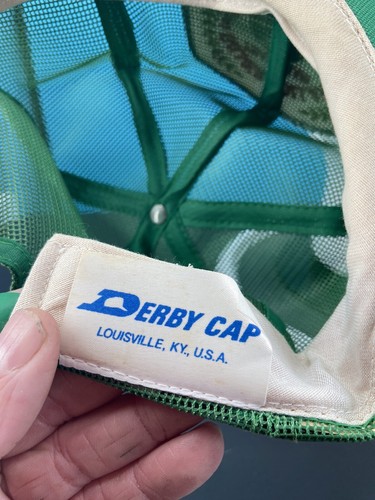 DERBY CAP
LOUISVILLE, KY., U.S.A.